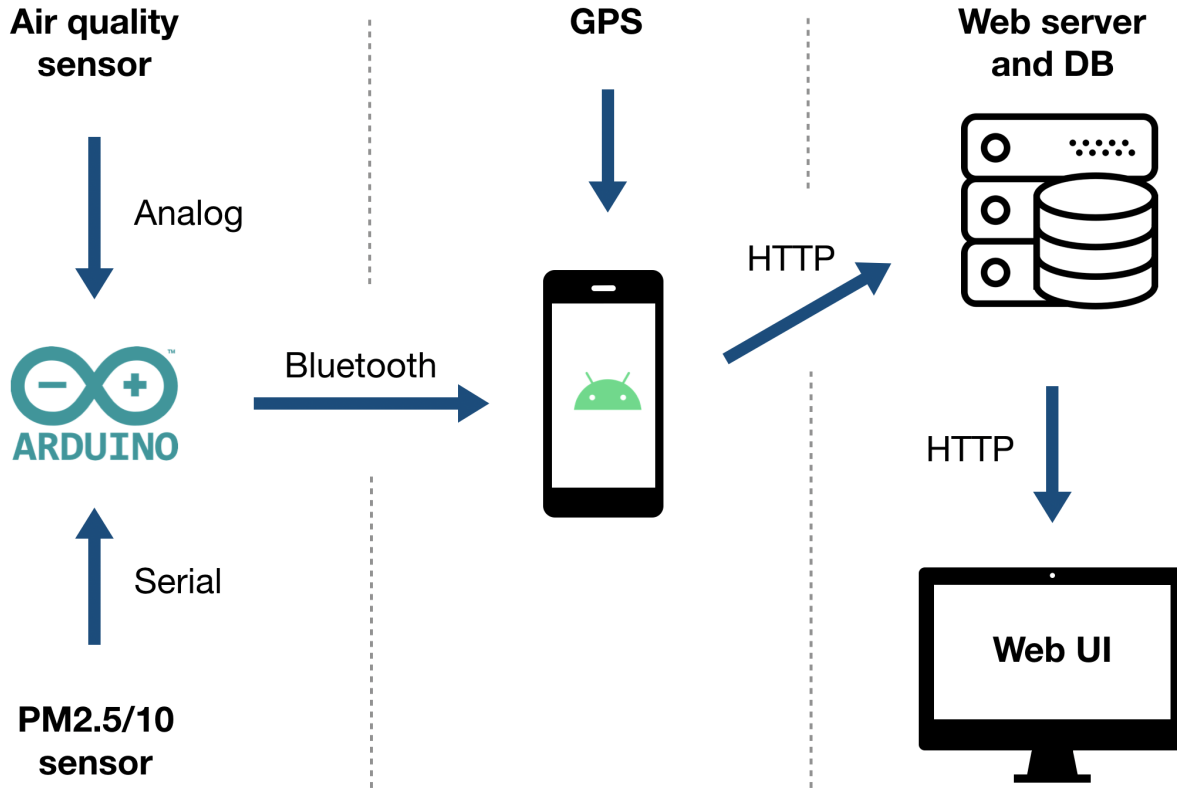 Air quality
sensor
Analog
ARDUINO
™
Serial
PM2.5/10
sensor
Bluetooth
GPS
HTTP
Web server
and DB
HTTP
Web UI